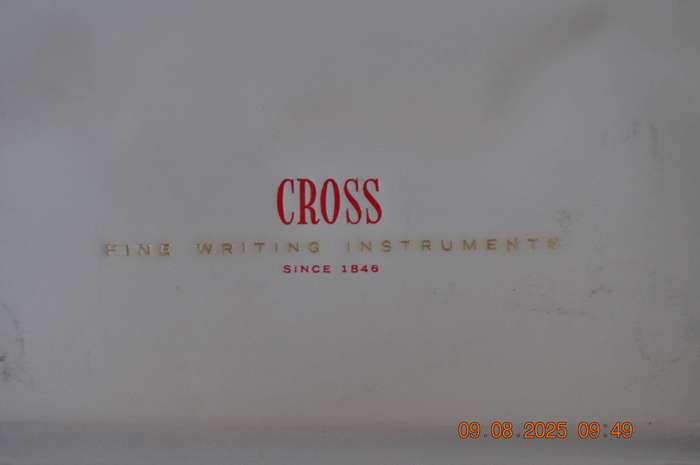 CROSS
FINE WRITING INSTRUMENTS
SINCE 1846
09.08.2025 09:49